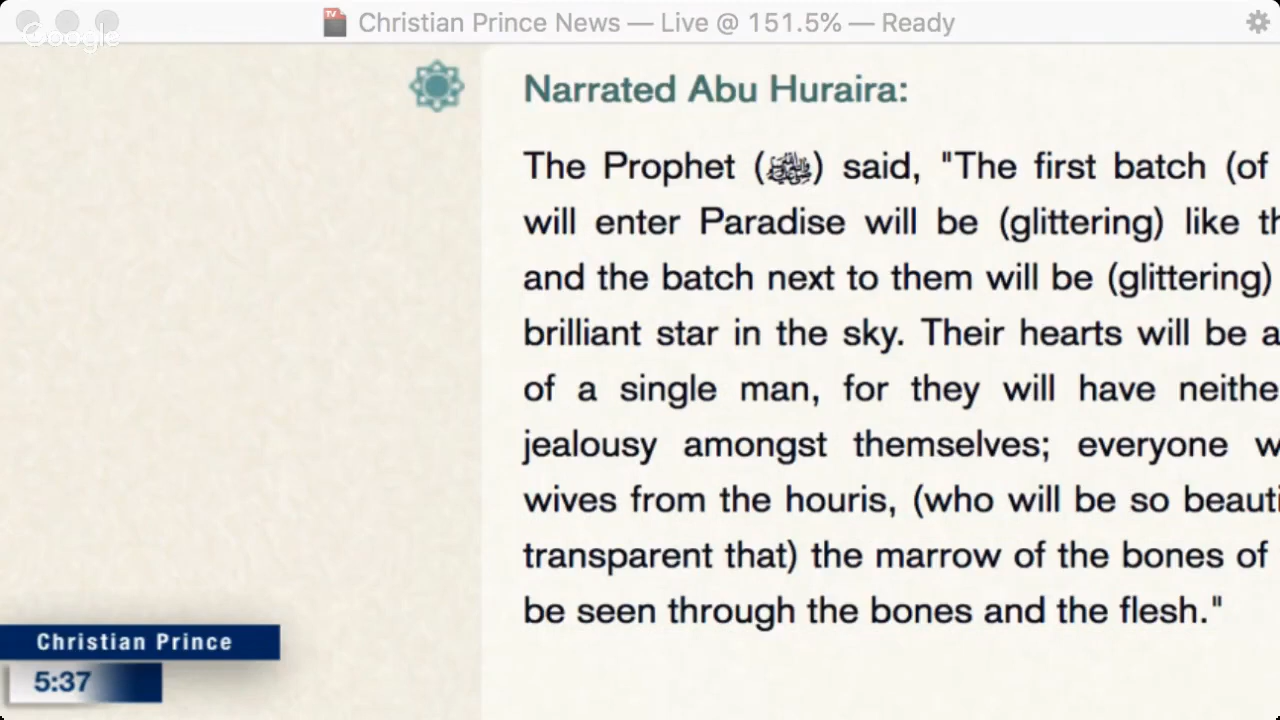 Christian Prince News — Live @ 151.5% — Ready
Google
Narrated Abu Huraira:
The Prophet (ﷺ) said, "The first batch (of
will enter Paradise will be (glittering) like
and the batch next to them will be (glittering)
brilliant star in the sky. Their hearts will be
of a single man, for they will have
jealousy amongst themselves; everyone
wives from the houris, (who will be so
transparent that) the marrow of the bones of
be seen through the bones and the flesh."
Christian Prince
5:37